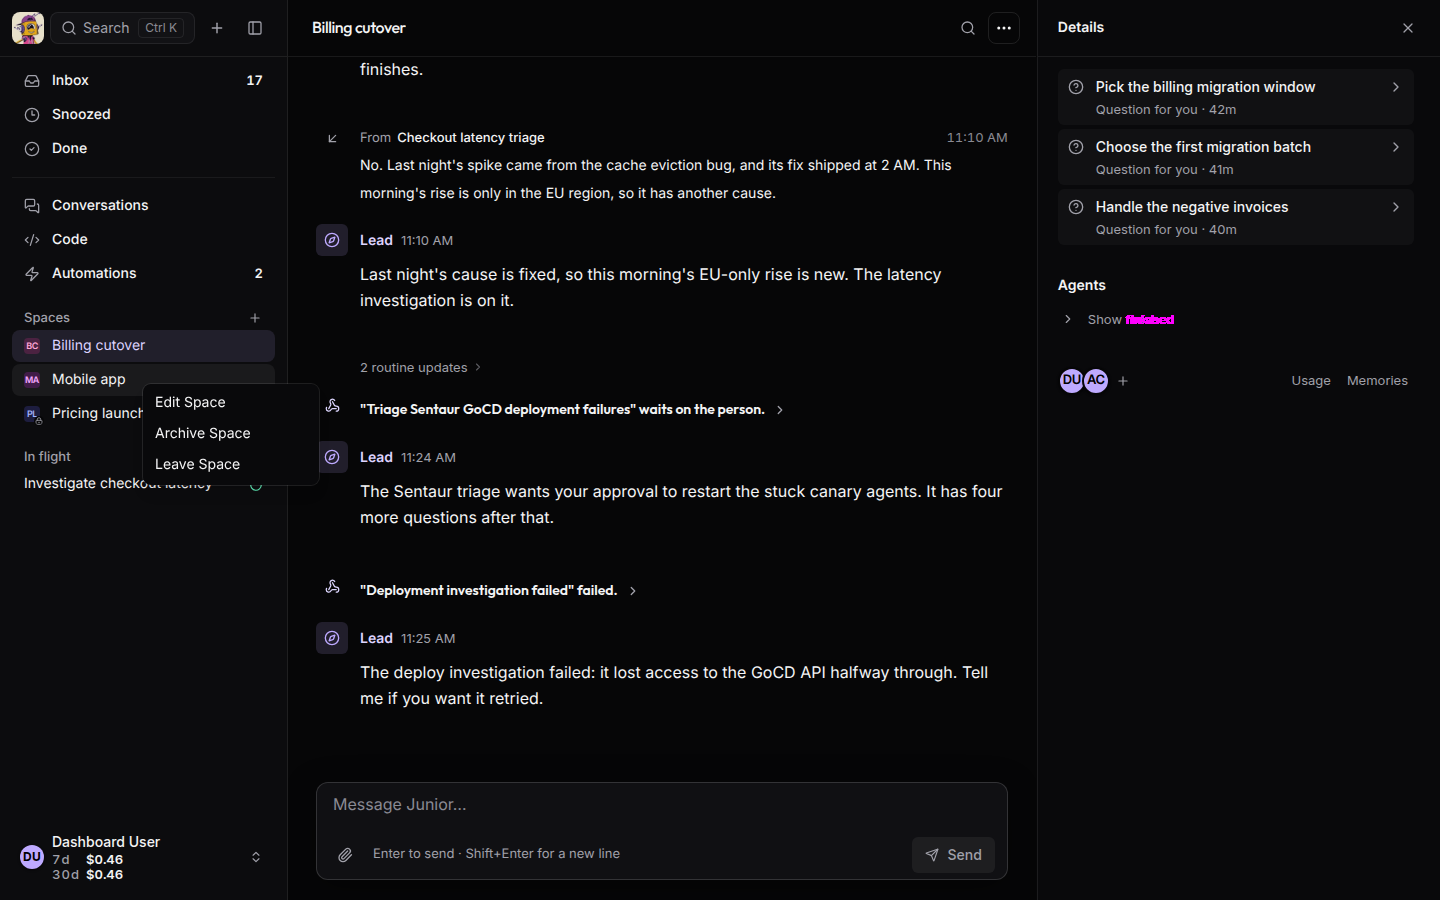 Search Ctrl K
Inbox 17
Snoozed
Done
Conversations
Code
Automations 2
Spaces
BC Billing cutover
MA Mobile app
PL Pricing launch
Edit Space
Archive Space
Leave Space
In flight
Investigate checkout latency
DU Dashboard User
7d $0.46
30d $0.46
Billing cutover
finishes.
From Checkout latency triage 11:10 AM
No. Last night's spike came from the cache eviction bug, and its fix shipped at 2 AM. This
morning's rise is only in the EU region, so it has another cause.
Lead 11:10 AM
Last night's cause is fixed, so this morning's EU-only rise is new. The latency
investigation is on it.
2 routine updates
"Triage Sentaur GoCD deployment failures" waits on the person.
Lead 11:24 AM
The Sentaur triage wants your approval to restart the stuck canary agents. It has four
more questions after that.
"Deployment investigation failed" failed.
Lead 11:25 AM
The deploy investigation failed: it lost access to the GoCD API halfway through. Tell
me if you want it retried.
Message Junior...
Enter to send · Shift+Enter for a new line
Send
Details
Pick the billing migration window
Question for you · 42m
Choose the first migration batch
Question for you · 41m
Handle the negative invoices
Question for you · 40m
Agents
Show
DU AC Usage Memories